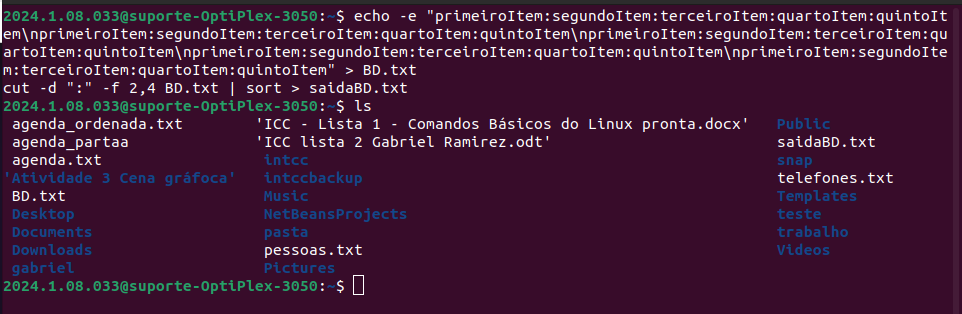 2024.1.08.033@suporte-OptiPlex-3050:~$ echo -e "primeiroItem:segundoItem:terceiroItem:quartoItem:quintoIt
em\nprimeiroItem:segundoItem:terceiroItem:quartoItem:quintoItem\nprimeiroItem:segundoItem:terceiroItem:qu
artoItem:quintoItem\nprimeiroItem:segundoItem:terceiroItem:quartoItem:quintoItem\nprimeiroItem:segundoIte
m:terceiroItem:quartoItem:quintoItem" > BD.txt
cut -d ":" -f 2,4 BD.txt | sort > saidaBD.txt
2024.1.08.033@suporte-OptiPlex-3050:~$ ls
agenda_ordenada.txt 'ICC - Lista 1 - Comandos Básicos do Linux pronta.docx' Public
agenda_partaa 'ICC lista 2 Gabriel Ramirez.odt' saidaBD.txt
agenda.txt intcc snap
'Atividade 3 Cena gráfoca' intccbackup telefones.txt
BD.txt Music Templates
Desktop NetBeansProjects teste
Documents pasta trabalho
Downloads pessoas.txt Videos
gabriel Pictures
2024.1.08.033@suporte-OptiPlex-3050:~$